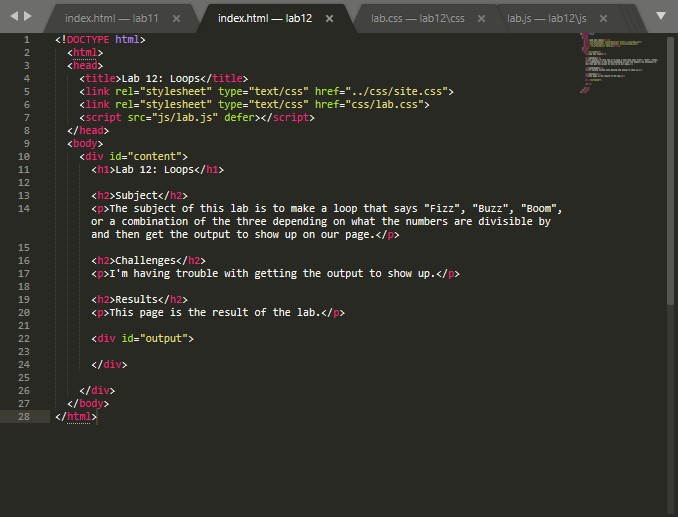 index.html — lab11 × index.html — lab12 × lab.css — lab12\css × lab.js — lab12\js ×
1 <!DOCTYPE html>
2 <html>
3 <head>
4 <title>Lab 12: Loops</title>
5 <link rel="stylesheet" type="text/css" href="../css/site.css">
6 <link rel="stylesheet" type="text/css" href="css/lab.css">
7 <script src="js/lab.js" defer></script>
8 </head>
9 <body>
10 <div id="content">
11 <h1>Lab 12: Loops</h1>
12
13 <h2>Subject</h2>
14 <p>The subject of this lab is to make a loop that says "Fizz", "Buzz", "Boom",
or a combination of the three depending on what the numbers are divisible by
and then get the output to show up on our page.</p>
15
16 <h2>Challenges</h2>
17 <p>I'm having trouble with getting the output to show up.</p>
18
19 <h2>Results</h2>
20 <p>This page is the result of the lab.</p>
21
22 <div id="output">
23
24 </div>
25
26 </div>
27 </body>
28 </html>